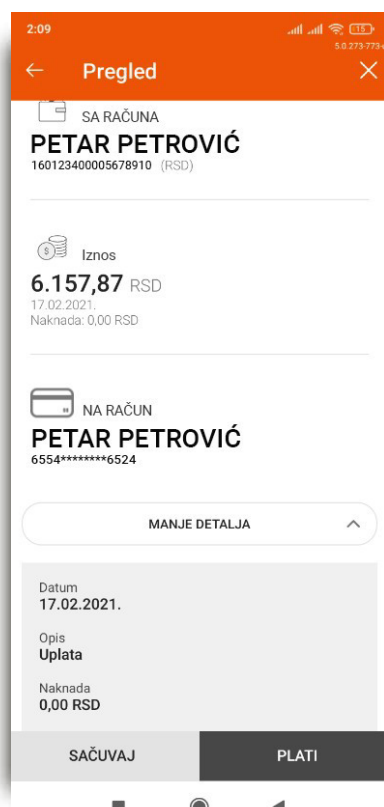 2:09
15
5.0.273-773-
Pregled
SA RAČUNA
PETAR PETROVIĆ
160123400005678910 (RSD)
Iznos
6.157,87 RSD
17.02.2021.
Naknada: 0,00 RSD
NA RAČUN
PETAR PETROVIĆ
6554********6524
MANJE DETALJA
Datum
17.02.2021.
Opis
Uplata
Naknada
0,00 RSD
SAČUVAJ
PLATI